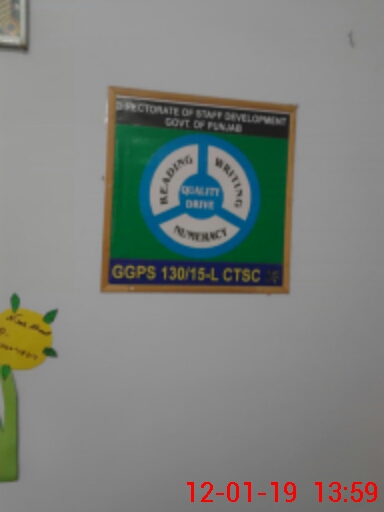 DIRECTORATE OF STAFF DEVELOPMENT
GOVT. OF PUNJAB
READING
WRITING
QUALITY
DRIVE
NUMERACY
GGPS 130/15-L CTSC
12-01-19 13:59